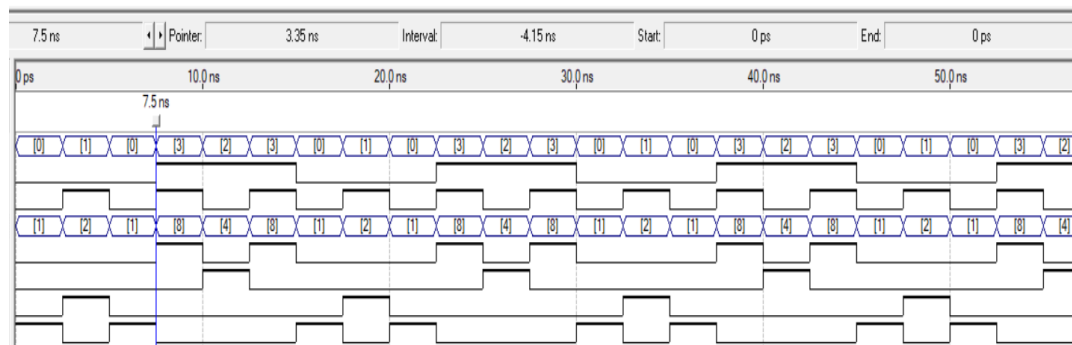 7.5 ns Pointer: 3.35 ns Interval: -4.15 ns Start: 0 ps End: 0 ps
0 ps 10.0 ns 20.0 ns 30.0 ns 40.0 ns 50.0 ns
7.5 ns
[0] [1] [0] [3] [2] [3] [0] [1] [0] [3] [2] [3] [0] [1] [0] [3] [2] [3] [0] [1] [0] [3] [2]
[1] [2] [1] [8] [4] [8] [1] [2] [1] [8] [4] [8] [1] [2] [1] [8] [4] [8] [1] [2] [1] [8] [4]